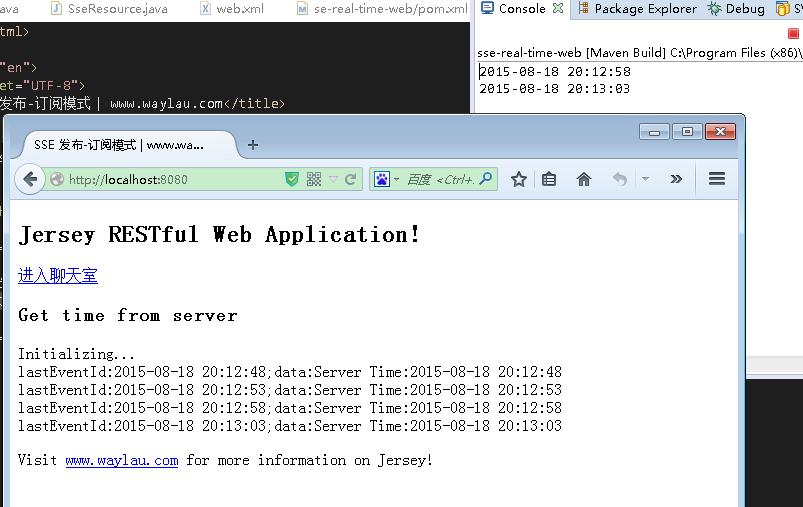 ava
SseResource.java
web.xml
se-real-time-web/pom.xml
Console
Package Explorer
Debug
SV
tml>
"en">
et="UTF-8">
发布-订阅模式 | www.waylau.com</title>
sse-real-time-web [Maven Build] C:\Program Files (x86)\
2015-08-18 20:12:58
2015-08-18 20:13:03
SSE 发布-订阅模式 | www.wa...
http://localhost:8080
百度 <Ctrl+.
Jersey RESTful Web Application!
进入聊天室
Get time from server
Initializing...
lastEventId:2015-08-18 20:12:48;data:Server Time:2015-08-18 20:12:48
lastEventId:2015-08-18 20:12:53;data:Server Time:2015-08-18 20:12:53
lastEventId:2015-08-18 20:12:58;data:Server Time:2015-08-18 20:12:58
lastEventId:2015-08-18 20:13:03;data:Server Time:2015-08-18 20:13:03
Visit www.waylau.com for more information on Jersey!